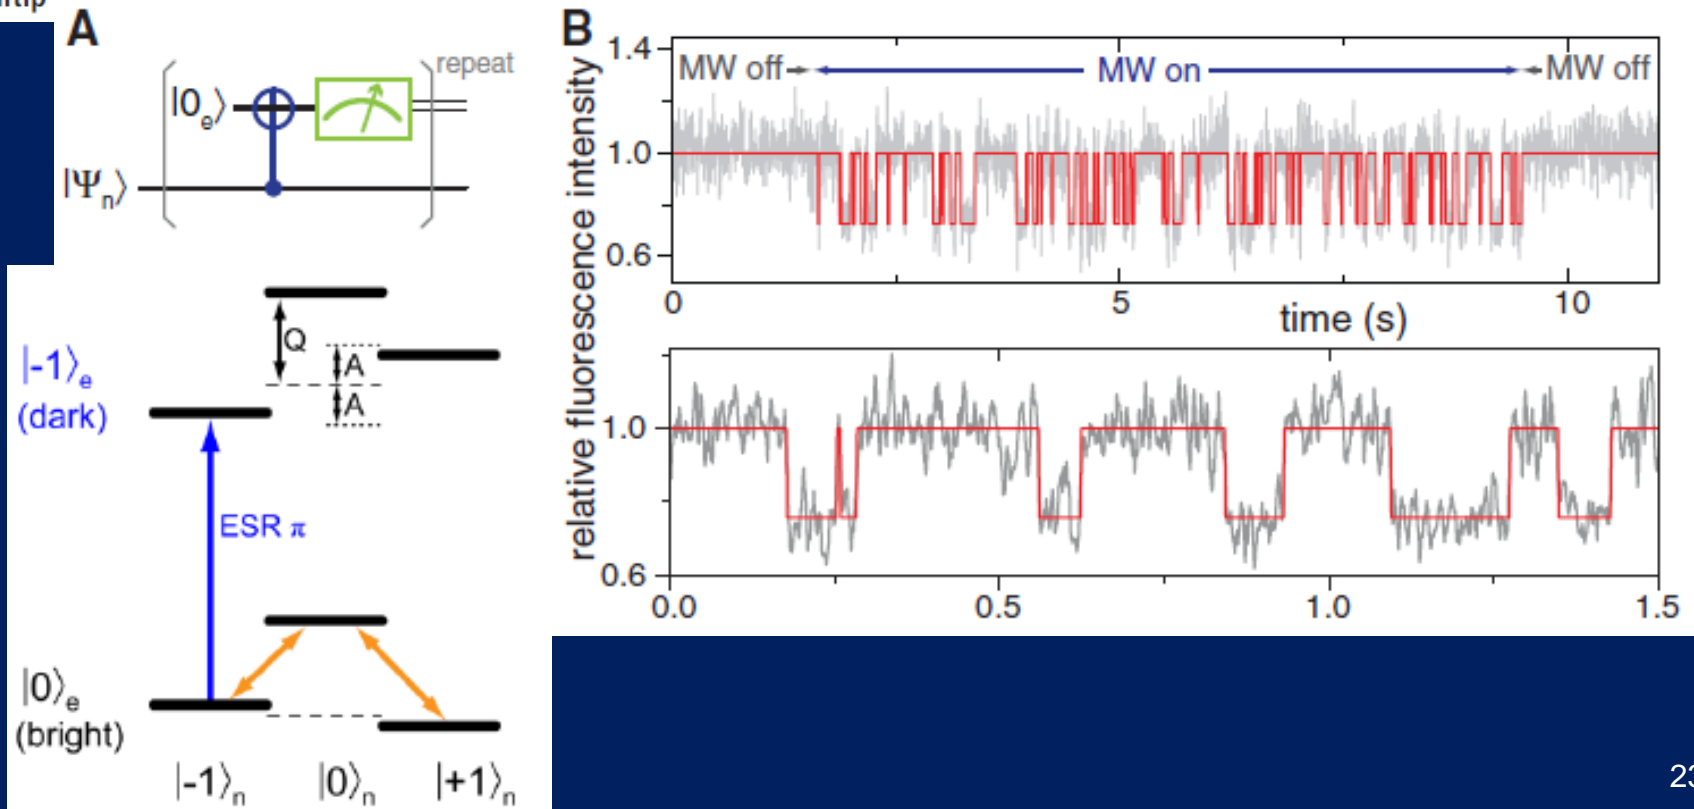 A
repeat
|0e⟩
|Ψn⟩
Q
A
A
|-1⟩e
(dark)
ESR π
|0⟩e
(bright)
|-1⟩n
|0⟩n
|+1⟩n
B
relative fluorescence intensity
1.4
1.0
0.6
MW off
MW on
MW off
0
5
10
time (s)
1.0
0.6
0.0
0.5
1.0
1.5